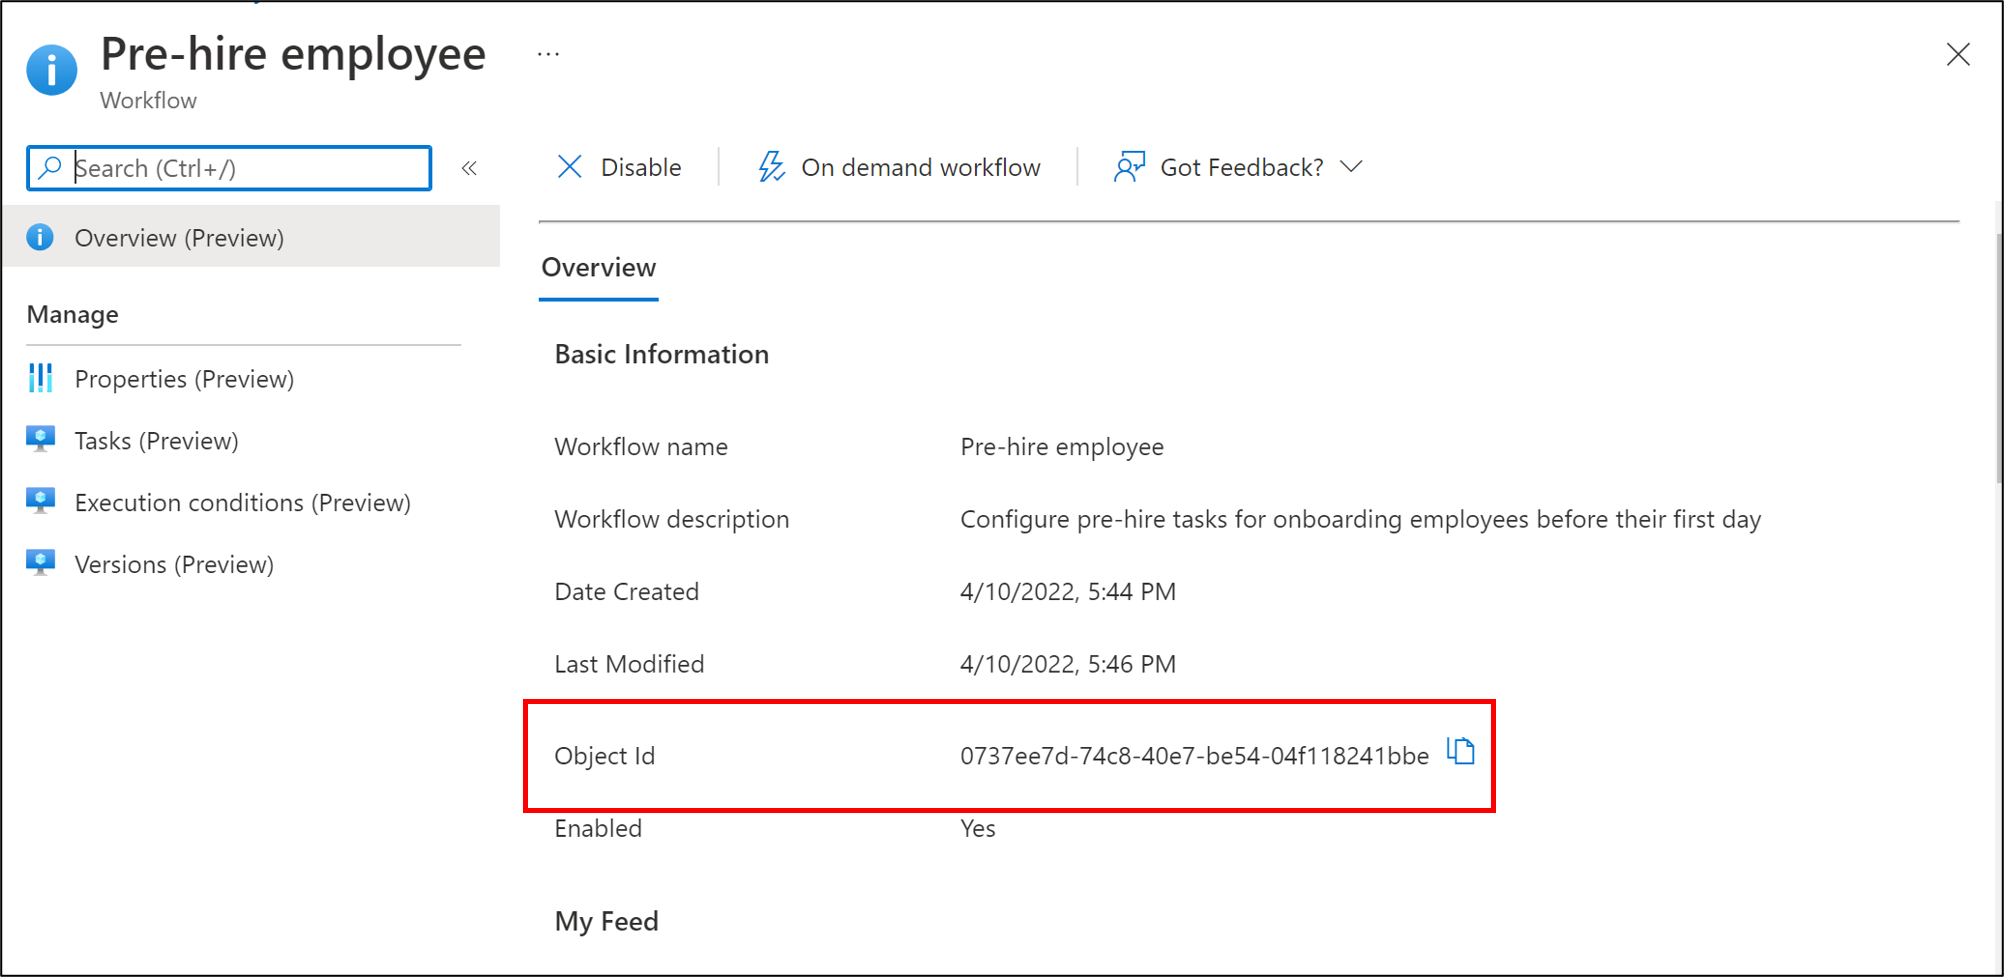 Pre-hire employee ...
Workflow
Search (Ctrl+/)
«
Disable
On demand workflow
Got Feedback?
Overview (Preview)
Manage
Properties (Preview)
Tasks (Preview)
Execution conditions (Preview)
Versions (Preview)
Overview
Basic Information
Workflow name Pre-hire employee
Workflow description Configure pre-hire tasks for onboarding employees before their first day
Date Created 4/10/2022, 5:44 PM
Last Modified 4/10/2022, 5:46 PM
Object Id 0737ee7d-74c8-40e7-be54-04f118241bbe
Enabled Yes
My Feed